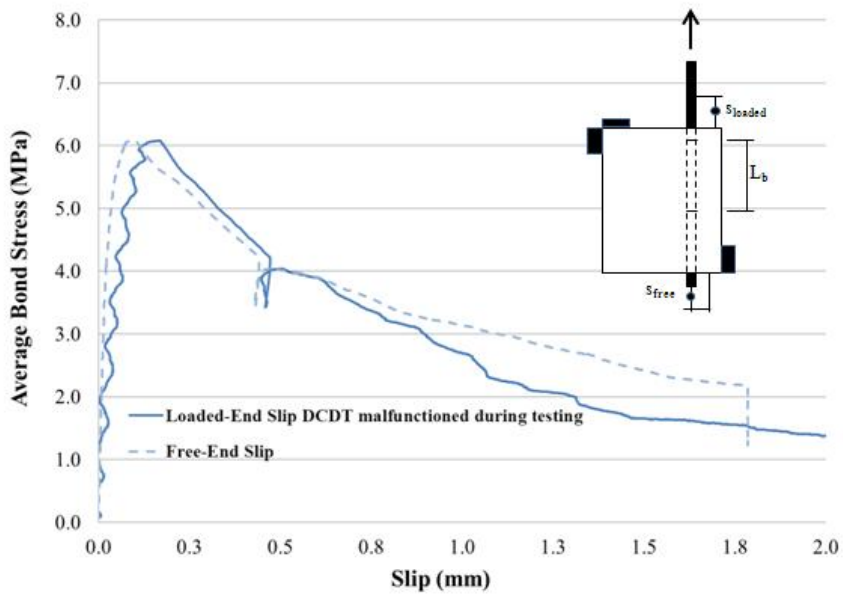 8.0
7.0
6.0
5.0
4.0
3.0
2.0
1.0
0.0
Average Bond Stress (MPa)
s_loaded
L_b
s_free
Loaded-End Slip DCDT malfunctioned during testing
Free-End Slip
0.0 0.3 0.5 0.8 1.0 1.3 1.5 1.8 2.0
Slip (mm)